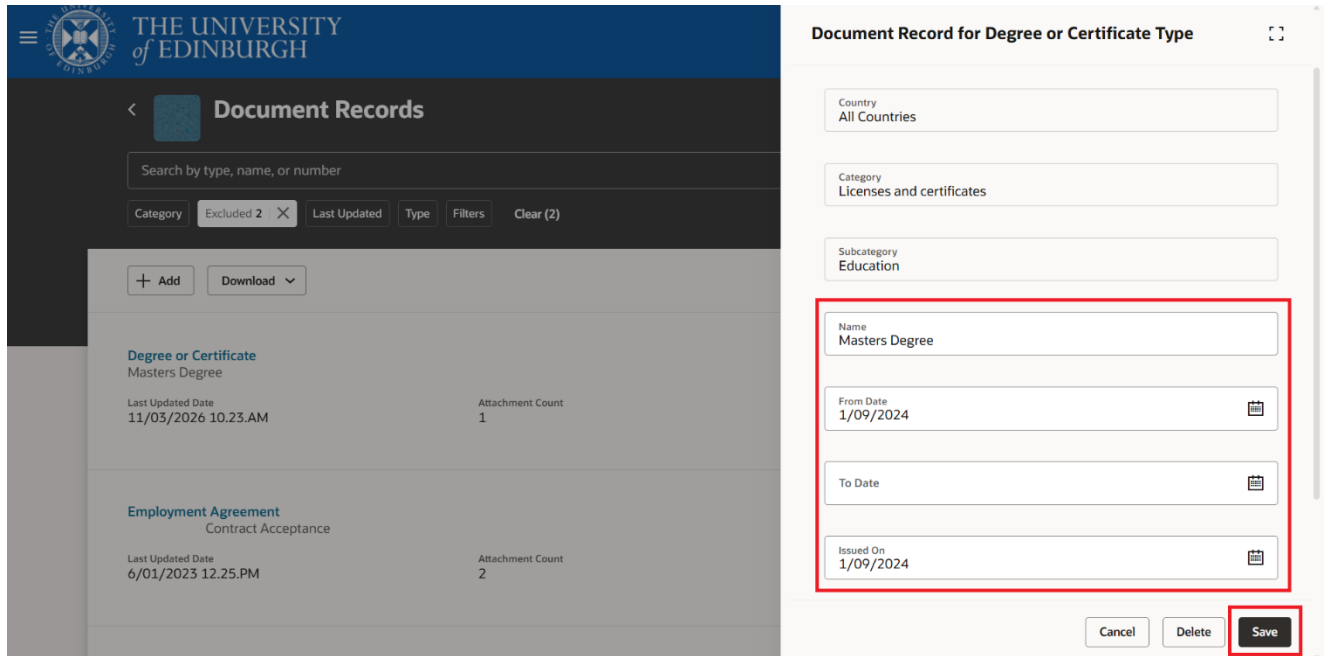 THE UNIVERSITY
of EDINBURGH
Document Records
Search by type, name, or number
Category
Excluded 2
Last Updated
Type
Filters
Clear (2)
Add
Download
Degree or Certificate
Masters Degree
Last Updated Date
Attachment Count
11/03/2026 10.23.AM
1
Employment Agreement
Contract Acceptance
Last Updated Date
Attachment Count
6/01/2023 12.25.PM
2
Document Record for Degree or Certificate Type
Country
All Countries
Category
Licenses and certificates
Subcategory
Education
Name
Masters Degree
From Date
1/09/2024
To Date
Issued On
1/09/2024
Cancel
Delete
Save